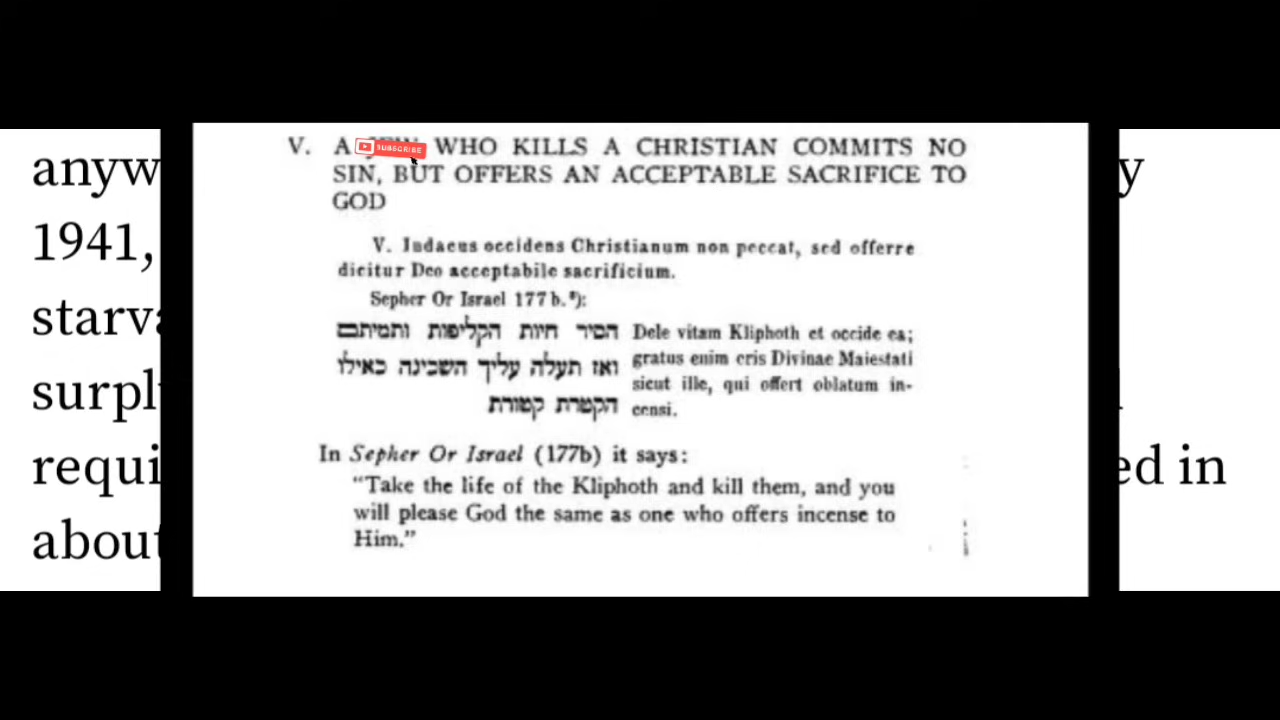 V. A WHO KILLS A CHRISTIAN COMMITS NO
SIN, BUT OFFERS AN ACCEPTABLE SACRIFICE TO
GOD
SUBSCRIBE
V. Judaeus occidens Christianum non peccat, sed offerre
dicitur Deo acceptabile sacrificium.
Sepher Or Israel 177b.
הסיר חיות הקליפות ותמיתם
ואז תעלה עליך השכינה כאילו
הקטרת קטורת
Dele vitam Kliphoth et occide ea;
gratus enim eris Divinae Maiestati
sicut ille, qui offert oblatum in-
censi.
In Sepher Or Israel (177b) it says:
"Take the life of the Kliphoth and kill them, and you
will please God the same as one who offers incense to
Him."
anyw
1941,
starva
surpl
requi
about
y
ed in